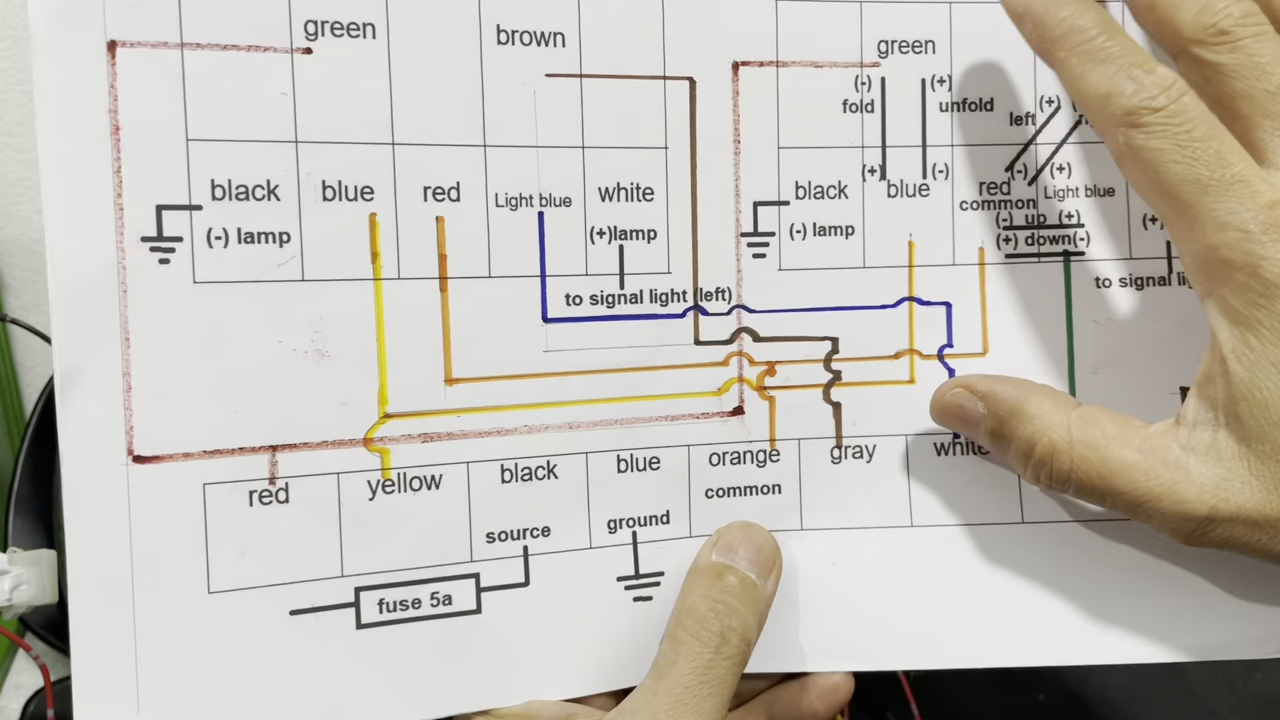 green
brown
green
(-)
(+)
fold
unfold
(+)
left
(+)
(-)
(-)
(+)
black
blue
red
Light blue
white
black
blue
red
Light blue
common
(-) lamp
(+)lamp
(-) lamp
(-) up (+)
(+)
(+) down(-)
to signal light (left)
to signal
red
yellow
black
blue
orange
gray
white
common
source
ground
fuse 5a